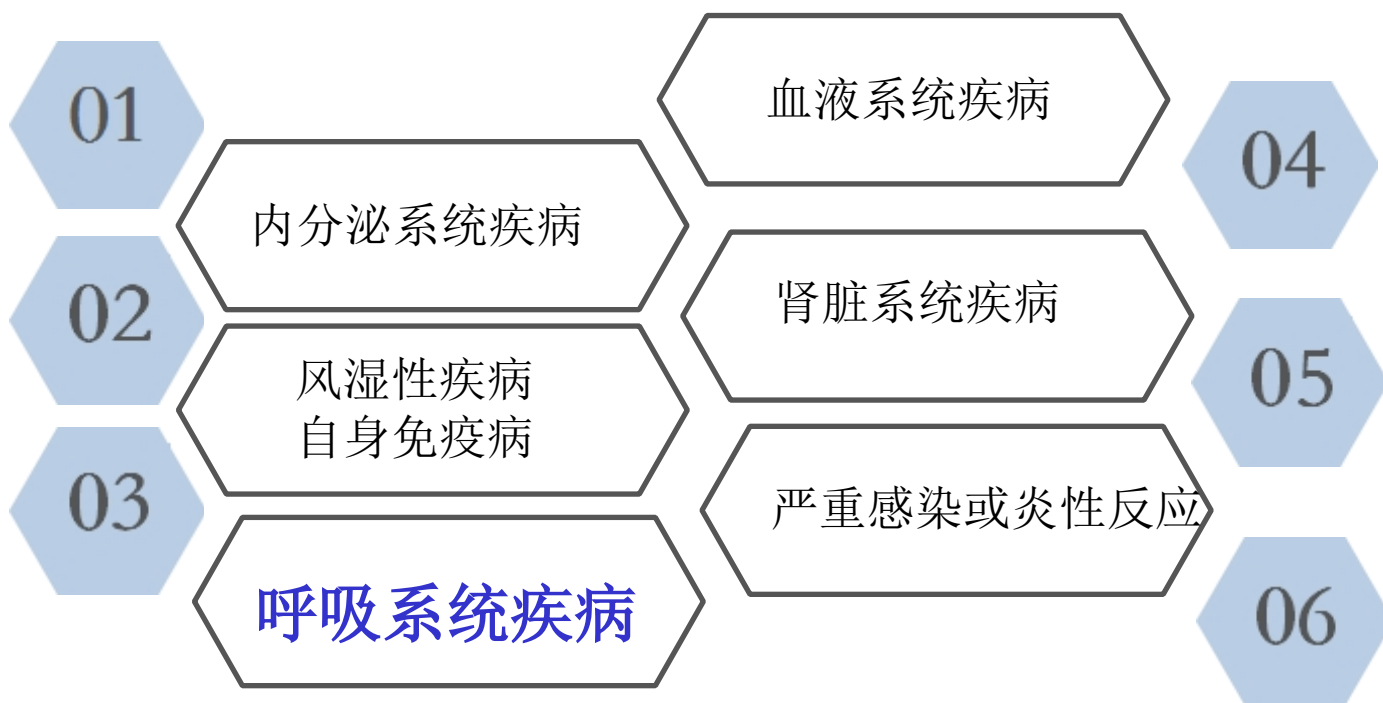 01
内分泌系统疾病
02
风湿性疾病
自身免疫病
03
呼吸系统疾病
血液系统疾病
04
肾脏系统疾病
05
严重感染或炎性反应
06